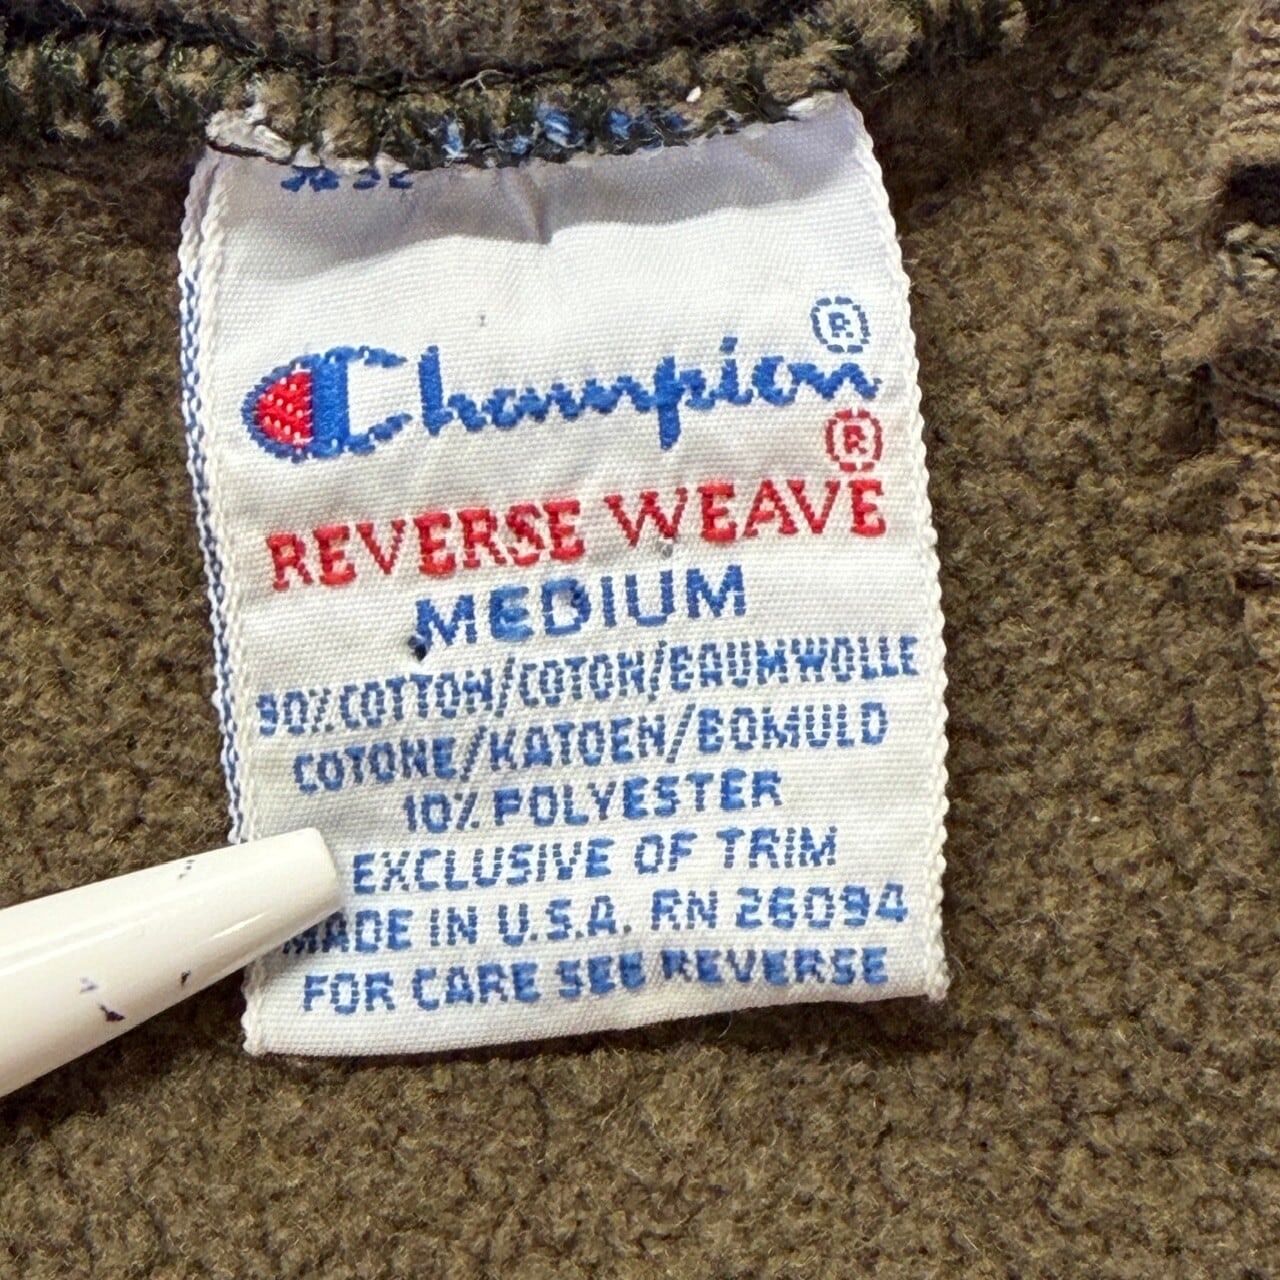 Champion®
®
REVERSE WEAVE
MEDIUM
90% COTTON/COTON/BAUMWOLLE
COTONE/KATOEN/BOMULD
10% POLYESTER
EXCLUSIVE OF TRIM
MADE IN U.S.A. RN 26094
FOR CARE SEE REVERSE